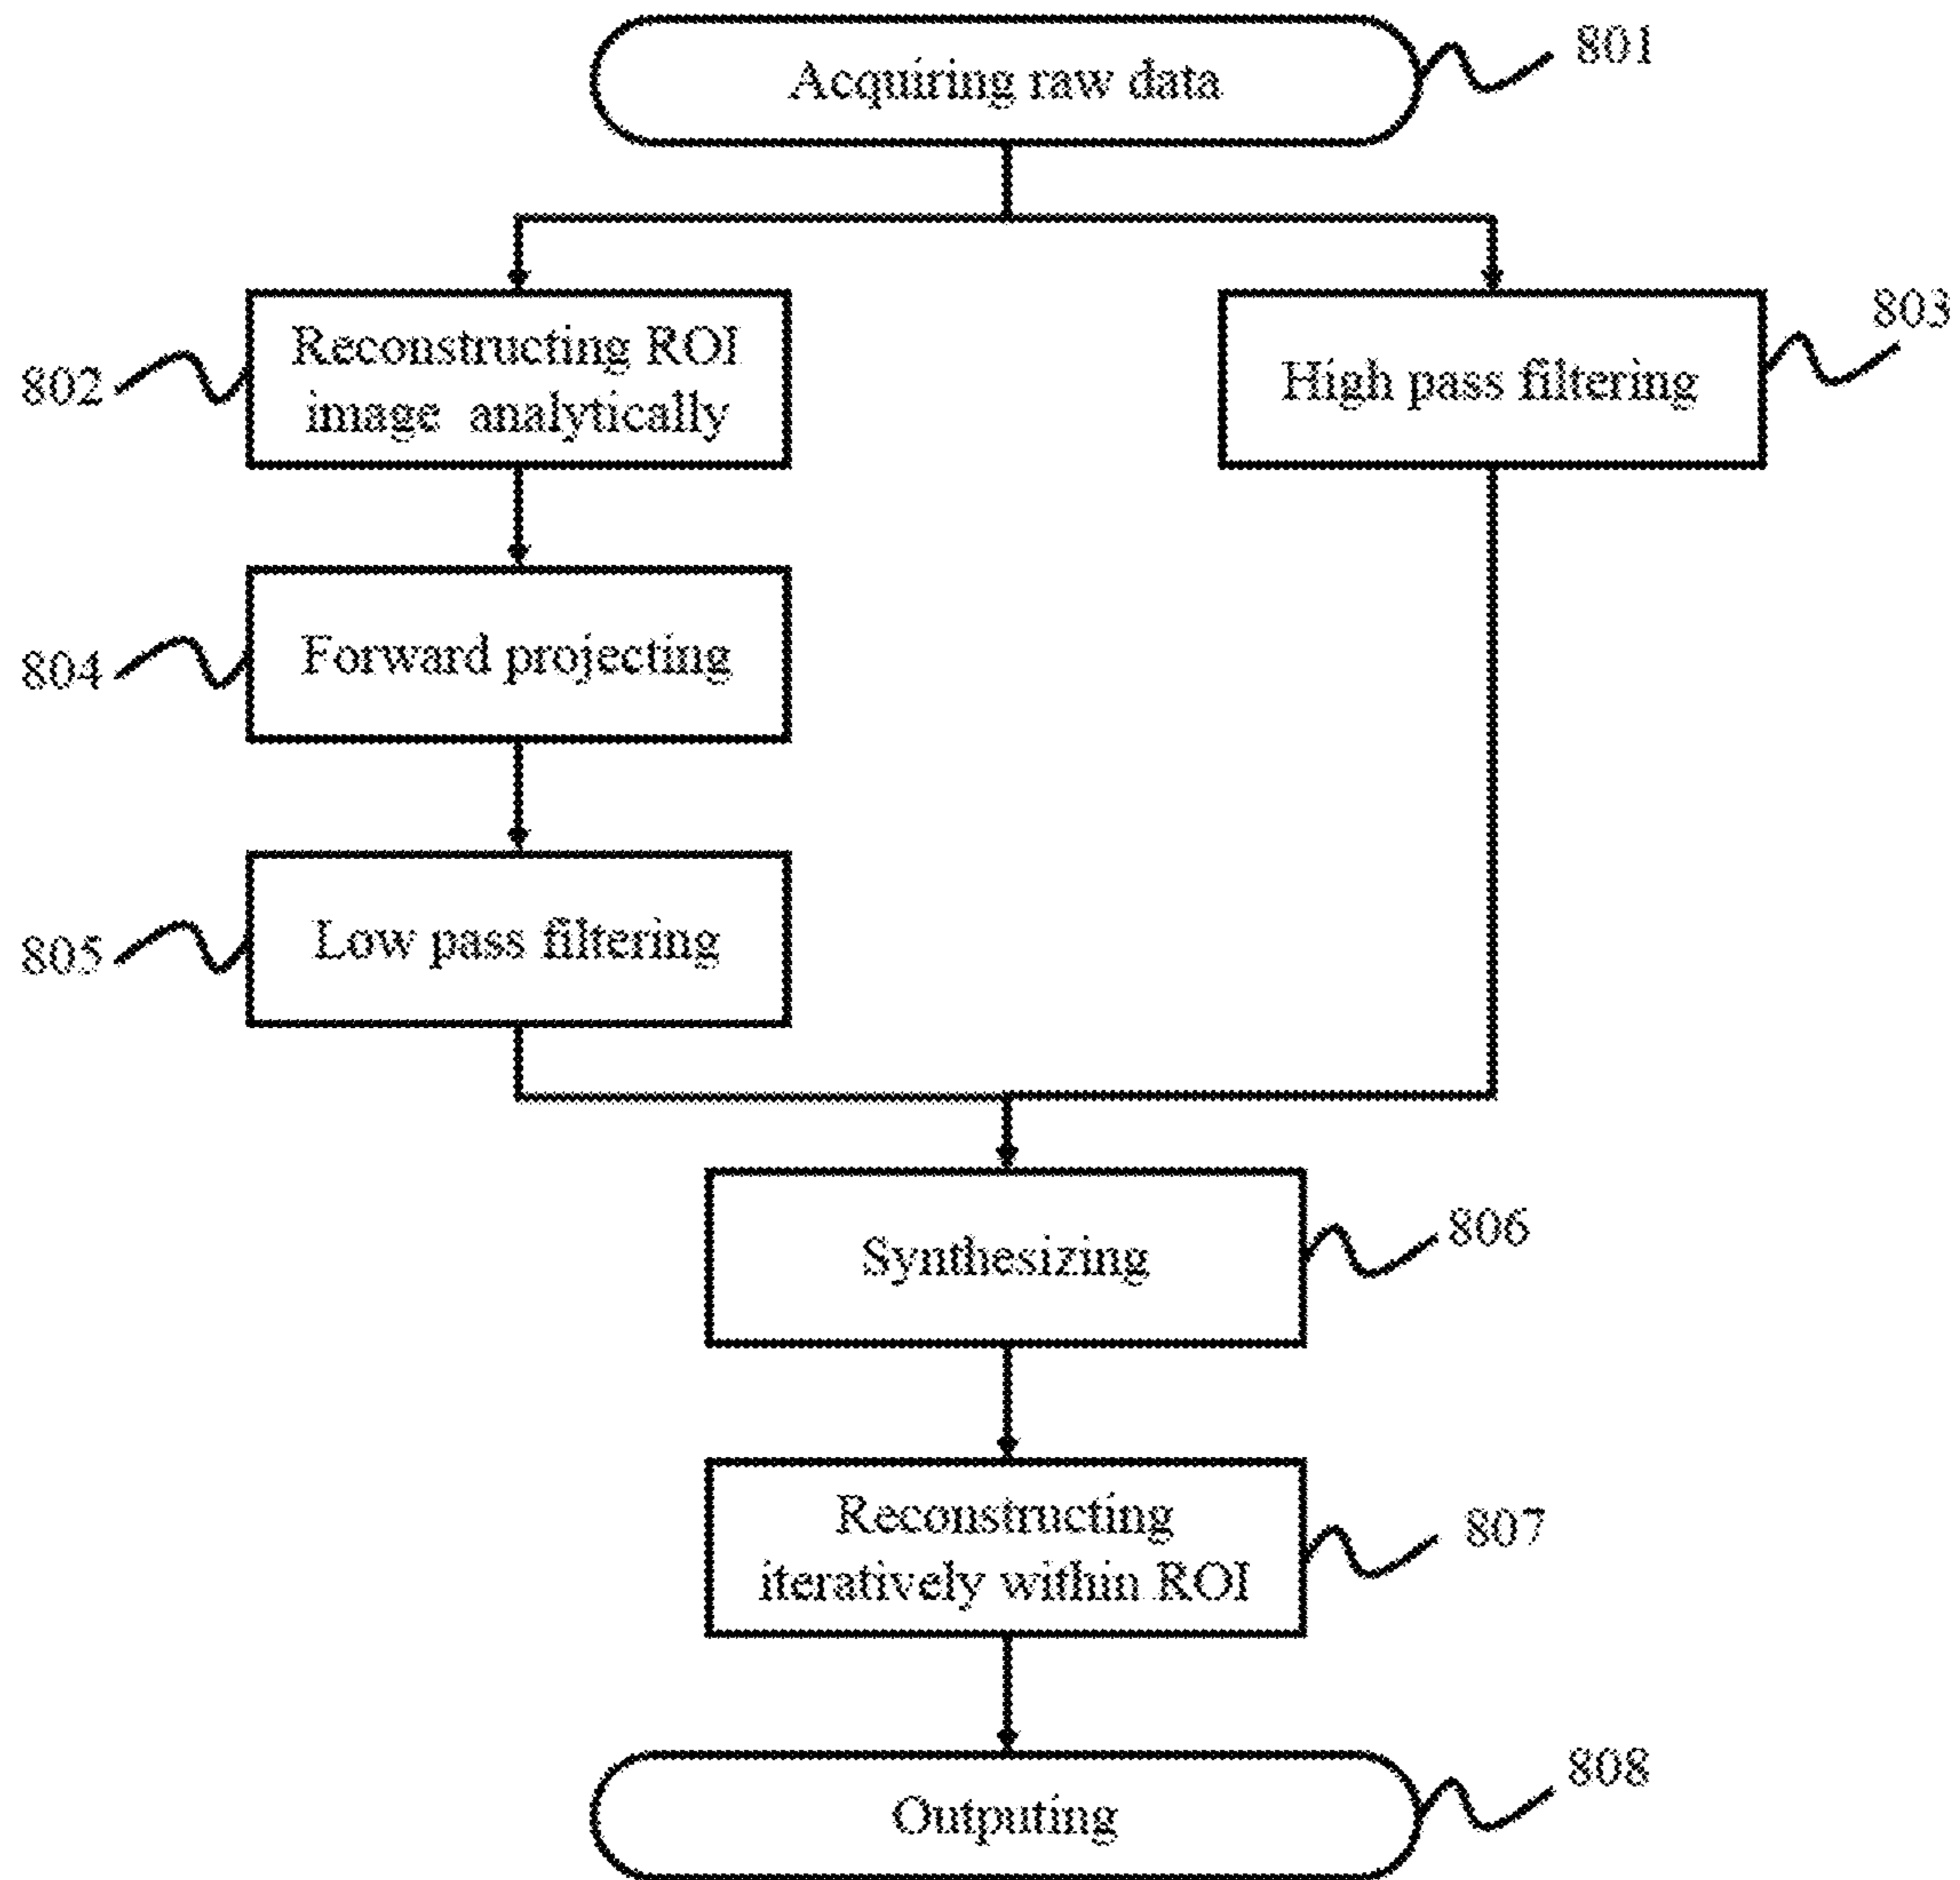 Acquiring raw data
801
Reconstructing ROI
image analytically
802
High pass filtering
803
Forward projecting
804
Low pass filtering
805
Synthesizing
806
Reconstructing
iteratively within ROI
807
Outputing
808